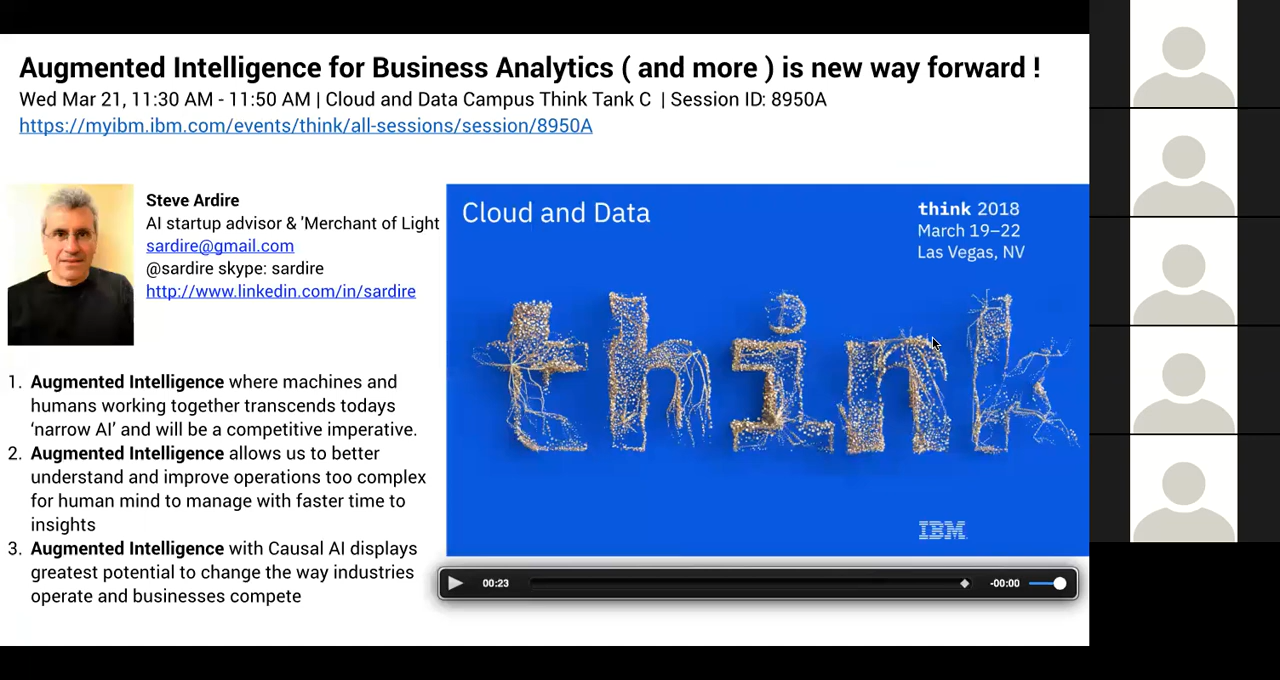 Augmented Intelligence for Business Analytics ( and more ) is new way forward !
Wed Mar 21, 11:30 AM - 11:50 AM | Cloud and Data Campus Think Tank C | Session ID: 8950A
https://myibm.ibm.com/events/think/all-sessions/session/8950A
Steve Ardire
AI startup advisor & 'Merchant of Light
sardire@gmail.com
@sardire skype: sardire
http://www.linkedin.com/in/sardire
1. Augmented Intelligence where machines and
humans working together transcends todays
‘narrow AI’ and will be a competitive imperative.
2. Augmented Intelligence allows us to better
understand and improve operations too complex
for human mind to manage with faster time to
insights
3. Augmented Intelligence with Causal AI displays
greatest potential to change the way industries
operate and businesses compete
Cloud and Data
think 2018
March 19–22
Las Vegas, NV
think
IBM
00:23
-00:00